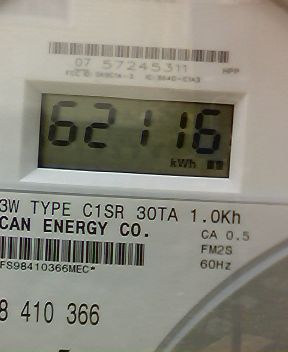 07 57245311
HPP
62116
kWh
3W TYPE C1SR 30TA 1.0Kh
CAN ENERGY CO.
CA 0.5
FM2S
60Hz
FS98410366MEC*
8 410 366